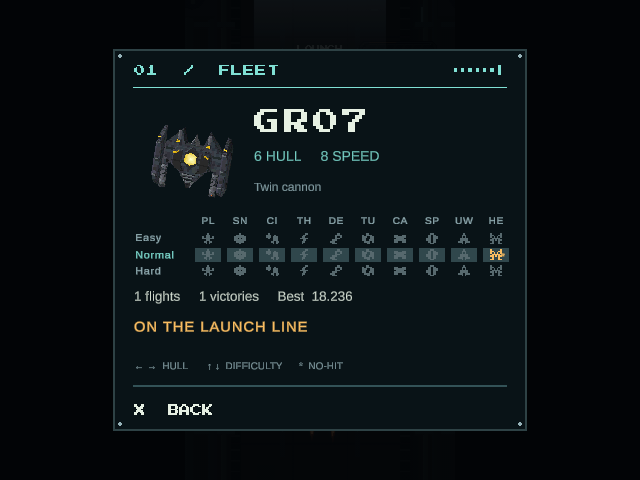 LAUNCH
01 / FLEET
GR07
6 HULL 8 SPEED
Twin cannon
PL SN CI TH DE TU CA SP UW HE
Easy
Normal
Hard
1 flights 1 victories Best 18.236
ON THE LAUNCH LINE
← → HULL ↑ ↓ DIFFICULTY * NO-HIT
X BACK